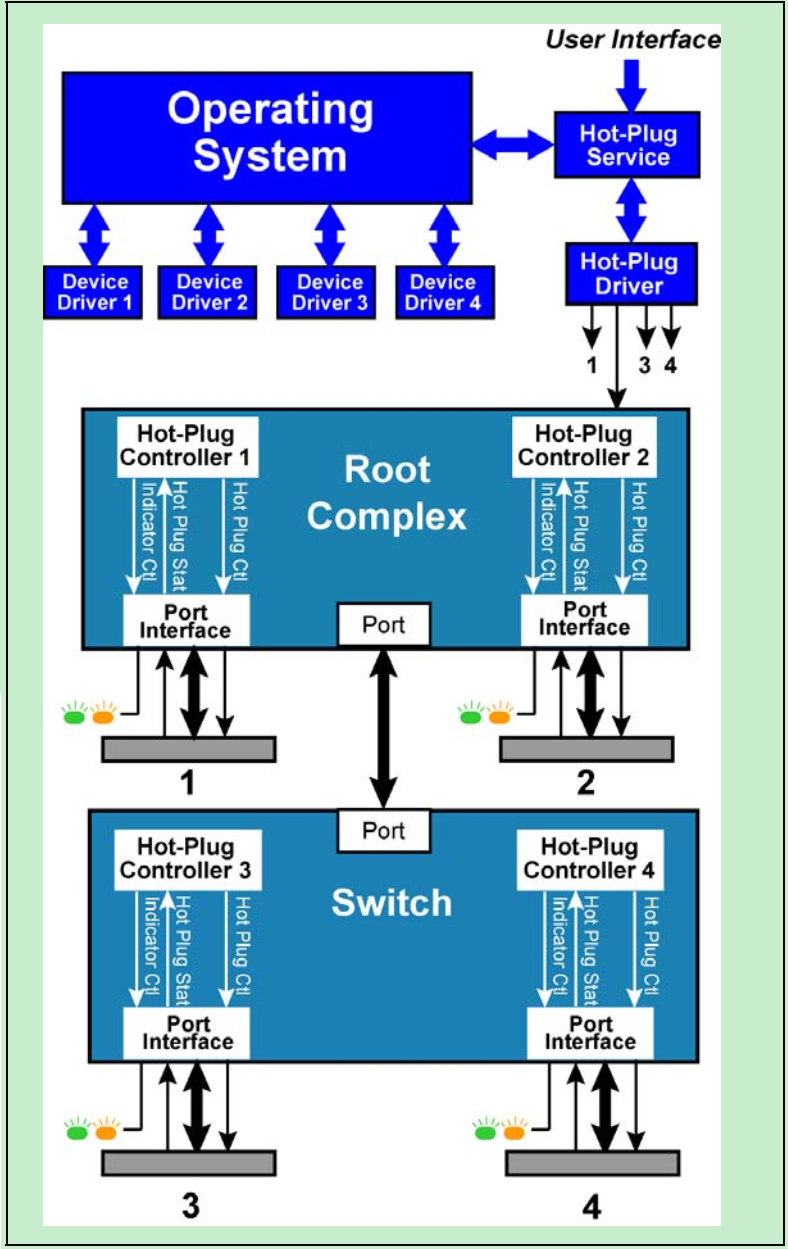 User Interface
Operating
System
Hot-Plug
Service
Hot-Plug
Driver
Device
Driver 1
Device
Driver 2
Device
Driver 3
Device
Driver 4
1
3
4
Hot-Plug
Controller 1
Root
Complex
Hot-Plug
Controller 2
Indicator Ctl
Hot Plug Stat
Hot Plug Ctl
Indicator Ctl
Hot Plug Stat
Hot Plug Ctl
Port
Interface
Port
Port
Interface
1
2
Port
Hot-Plug
Controller 3
Switch
Hot-Plug
Controller 4
Indicator Ctl
Hot Plug Stat
Hot Plug Ctl
Indicator Ctl
Hot Plug Stat
Hot Plug Ctl
Port
Interface
Port
Interface
3
4